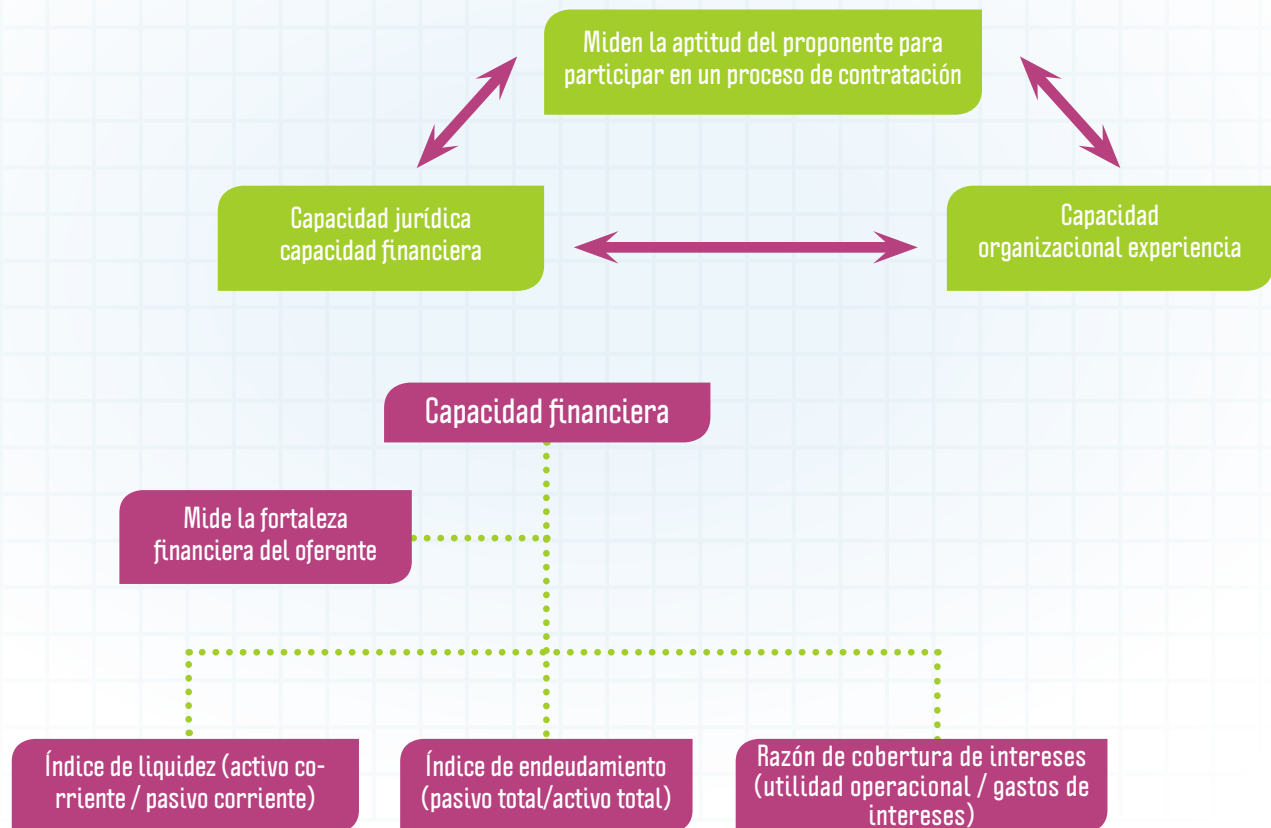 Miden la aptitud del proponente para
participar en un proceso de contratación
Capacidad jurídica
capacidad financiera
Capacidad
organizacional experiencia
Capacidad financiera
Mide la fortaleza
financiera del oferente
Índice de liquidez (activo co-
rriente / pasivo corriente)
Índice de endeudamiento
(pasivo total/activo total)
Razón de cobertura de intereses
(utilidad operacional / gastos de
intereses)